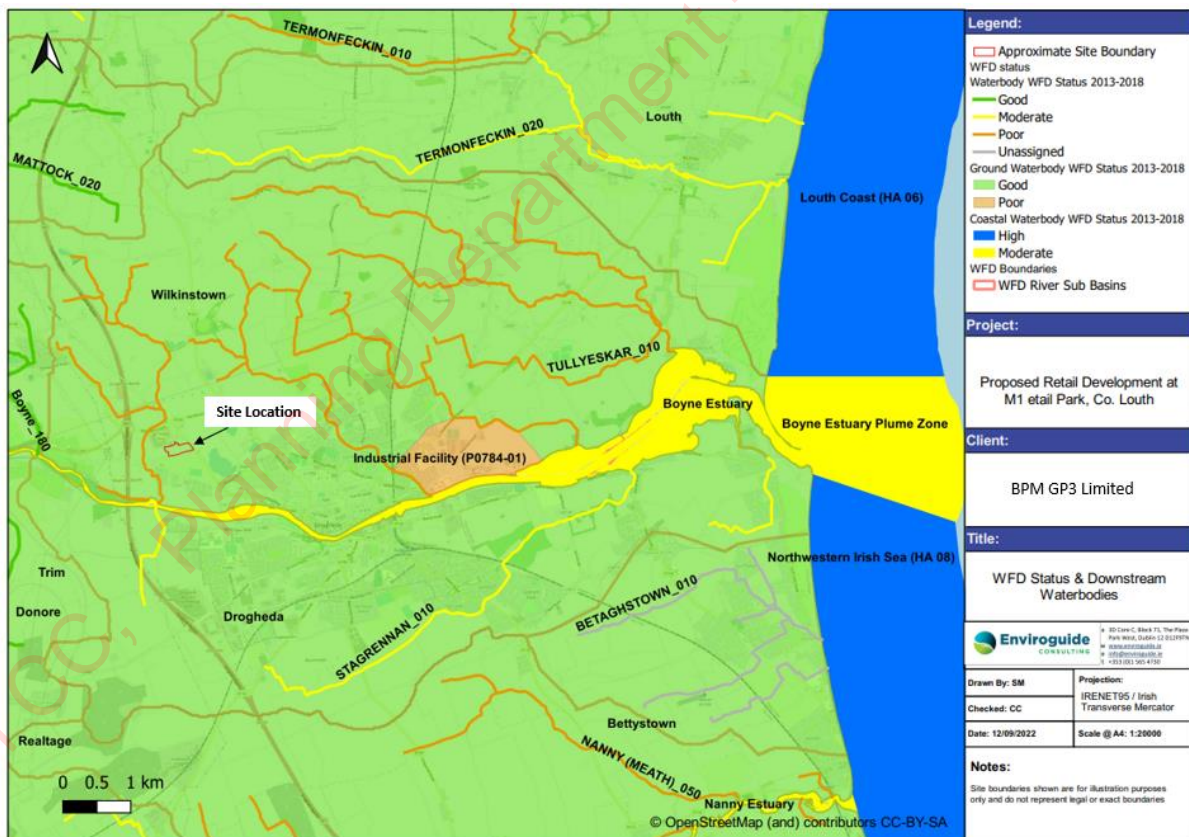 TERMONFECKIN_010
Louth
TERMONFECKIN_020
MATTOCK_020
Louth Coast (HA 06)
Wilkinstown
TULLYESKAR_010
Boyne_180
Site Location
Boyne Estuary
Boyne Estuary Plume Zone
Industrial Facility (P0784-01)
Northwestern Irish Sea (HA 08)
Trim
Donore
Drogheda
BETAGHSTOWN_010
STAGRENNAN_010
Bettystown
Realtage
NANNY (MEATH)_050
Nanny Estuary
0 0.5 1 km
© OpenStreetMap (and) contributors CC-BY-SA
CC, Planning Department
Legend:
Approximate Site Boundary
WFD status
Waterbody WFD Status 2013-2018
Good
Moderate
Poor
Unassigned
Ground Waterbody WFD Status 2013-2018
Good
Poor
Coastal Waterbody WFD Status 2013-2018
High
Moderate
WFD Boundaries
WFD River Sub Basins
Project:
Proposed Retail Development at
M1 etail Park, Co. Louth
Client:
BPM GP3 Limited
Title:
WFD Status & Downstream
Waterbodies
Enviroguide
CONSULTING
www.enviroguide.ie
info@enviroguide.ie
Drawn By: SM
Checked: CC
Date: 12/09/2022
Projection:
IRENET95 / Irish
Transverse Mercator
Scale @ A4: 1:20000
Notes:
Site boundaries shown are for illustration purposes
only and do not represent legal or exact boundaries